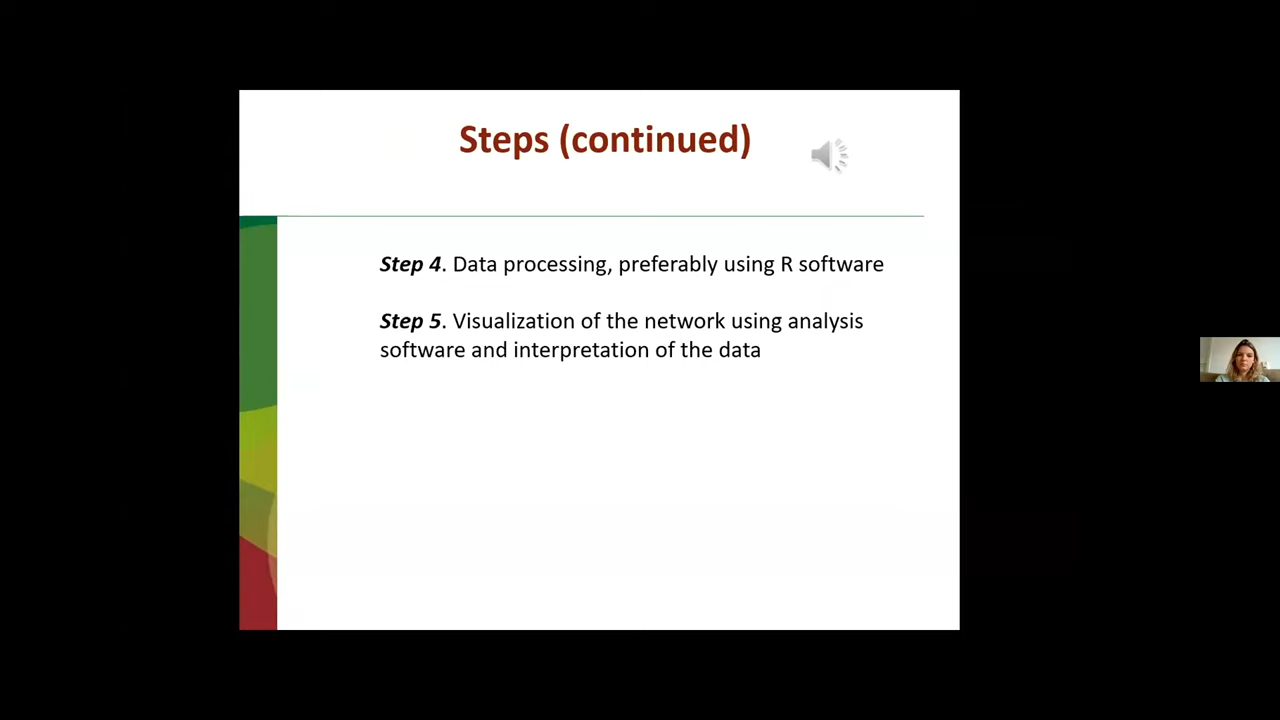 Steps (continued)
Step 4. Data processing, preferably using R software
Step 5. Visualization of the network using analysis
software and interpretation of the data